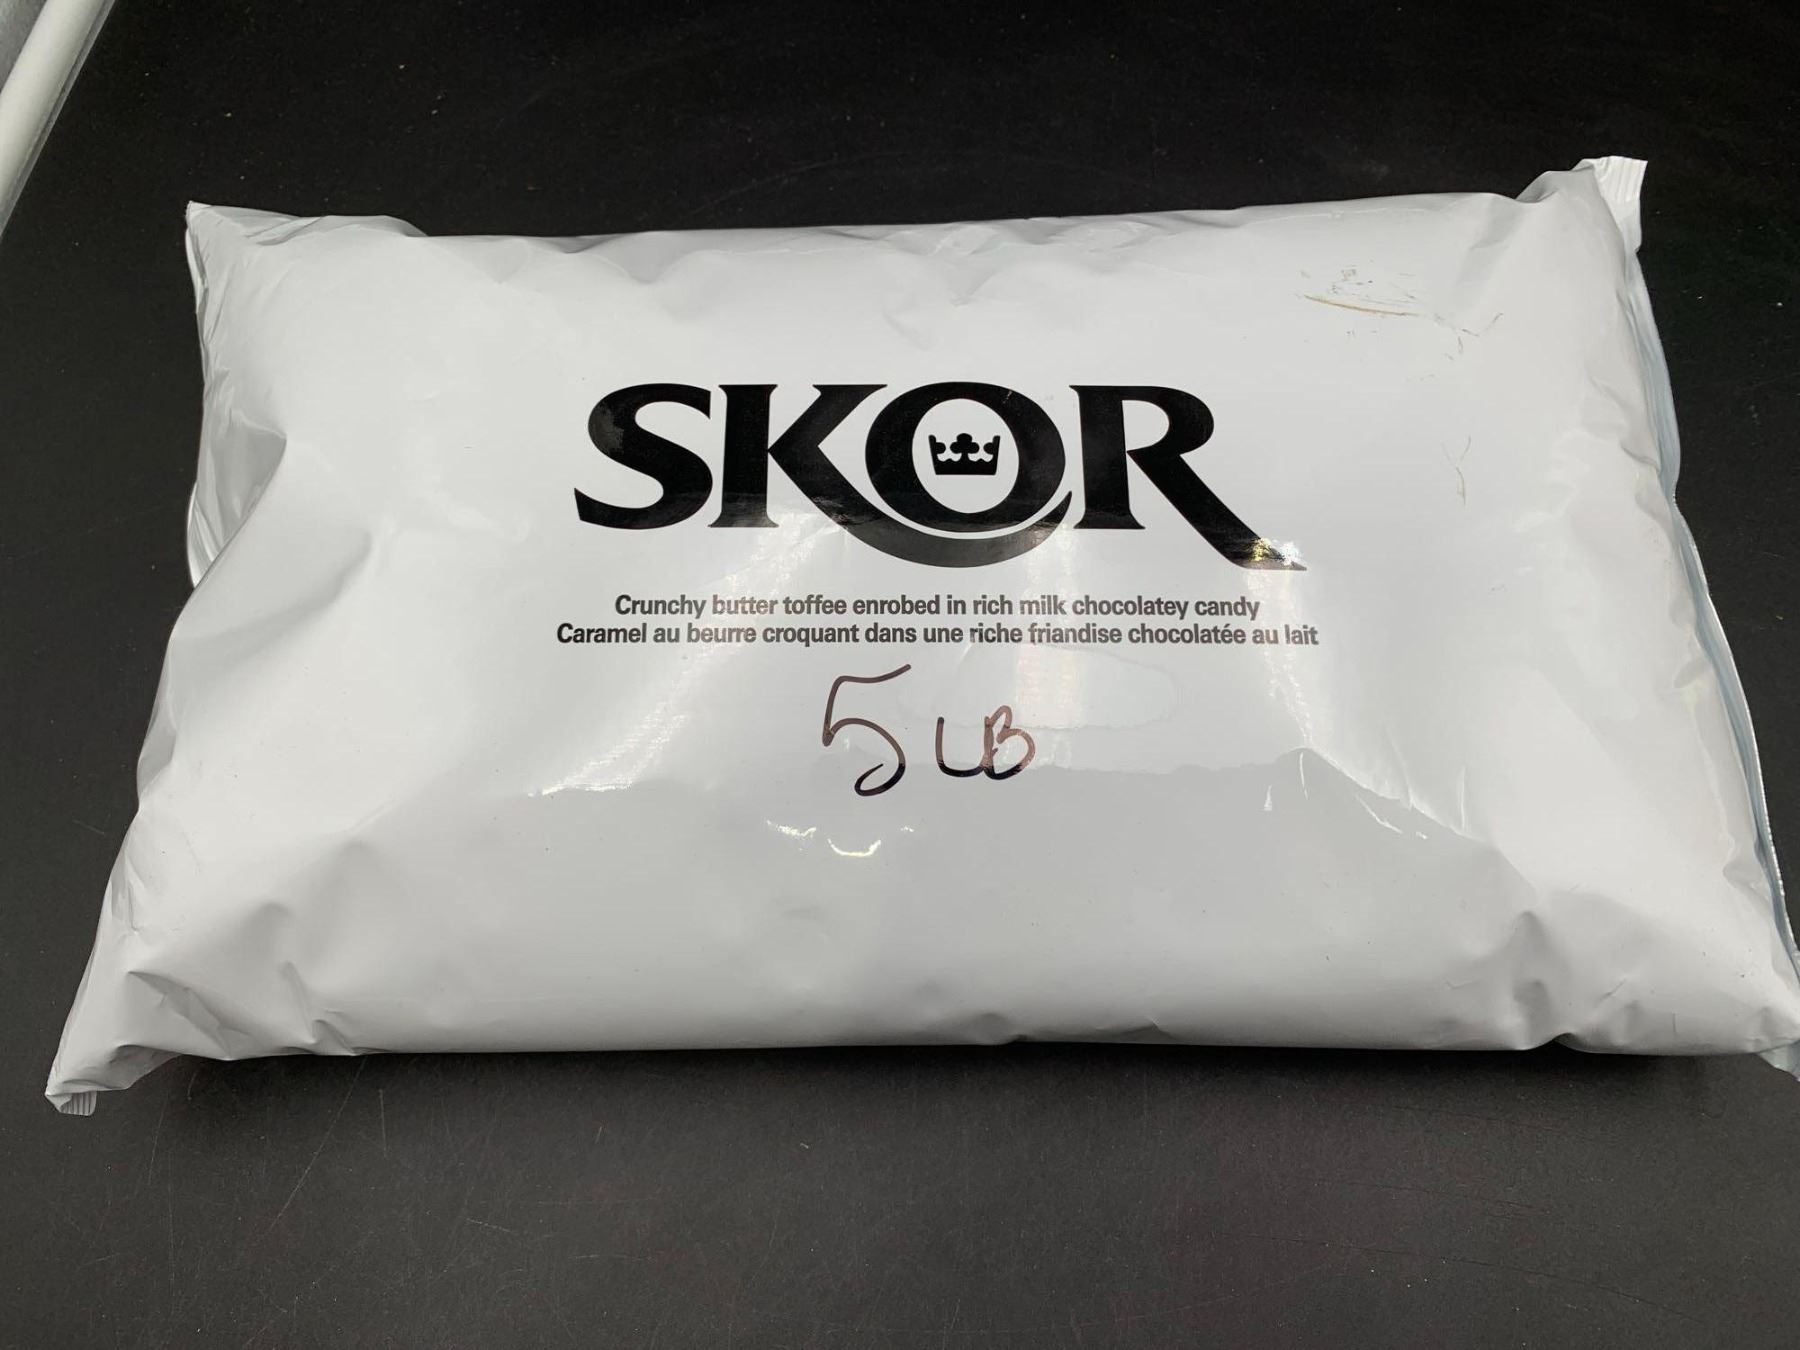 SKOR
Crunchy butter toffee enrobed in rich milk chocolatey candy
Caramel au beurre croquant dans une riche friandise chocolatée au lait
5 LB